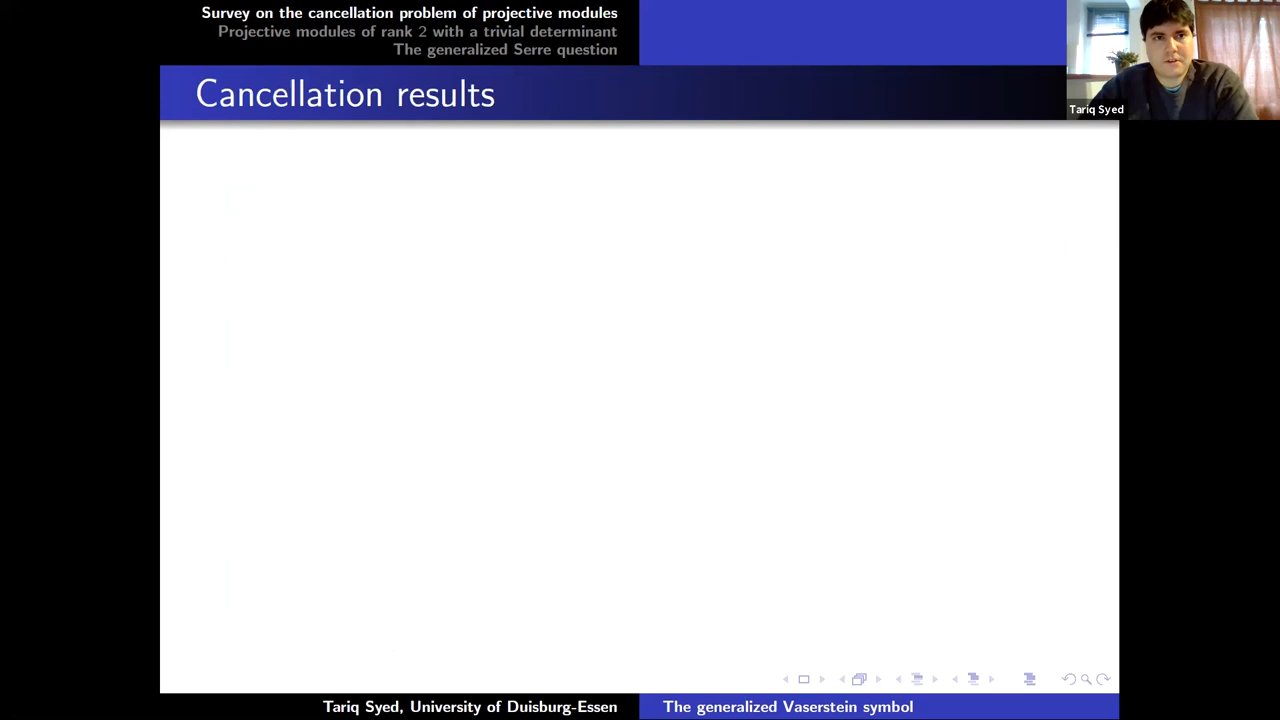 Survey on the cancellation problem of projective modules
Projective modules of rank 2 with a trivial determinant
The generalized Serre question
Cancellation results
Tariq Syed
Tariq Syed, University of Duisburg-Essen
The generalized Vaserstein symbol